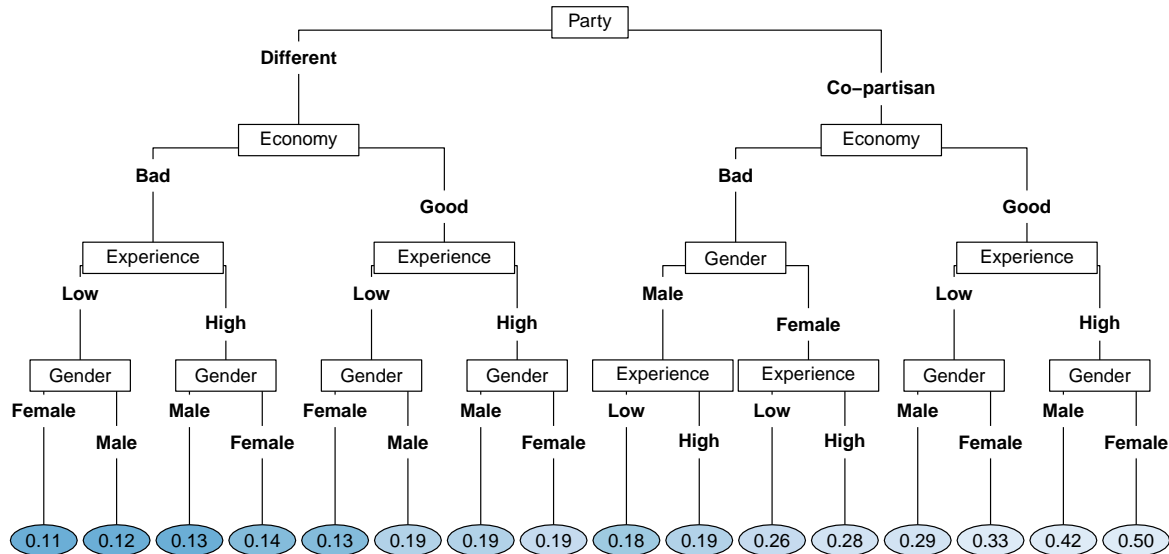 Party
Different
Co−partisan
Economy Economy
Bad Bad
Good Good
Experience Experience Gender Experience
Low Low Male Low
High High Female High
Gender Gender Gender Gender Experience Experience Gender Gender
Female Male Female Male Low Low Male Male
Male Female Male Female High High Female Female
0.11 0.12 0.13 0.14 0.13 0.19 0.19 0.19 0.18 0.19 0.26 0.28 0.29 0.33 0.42 0.50